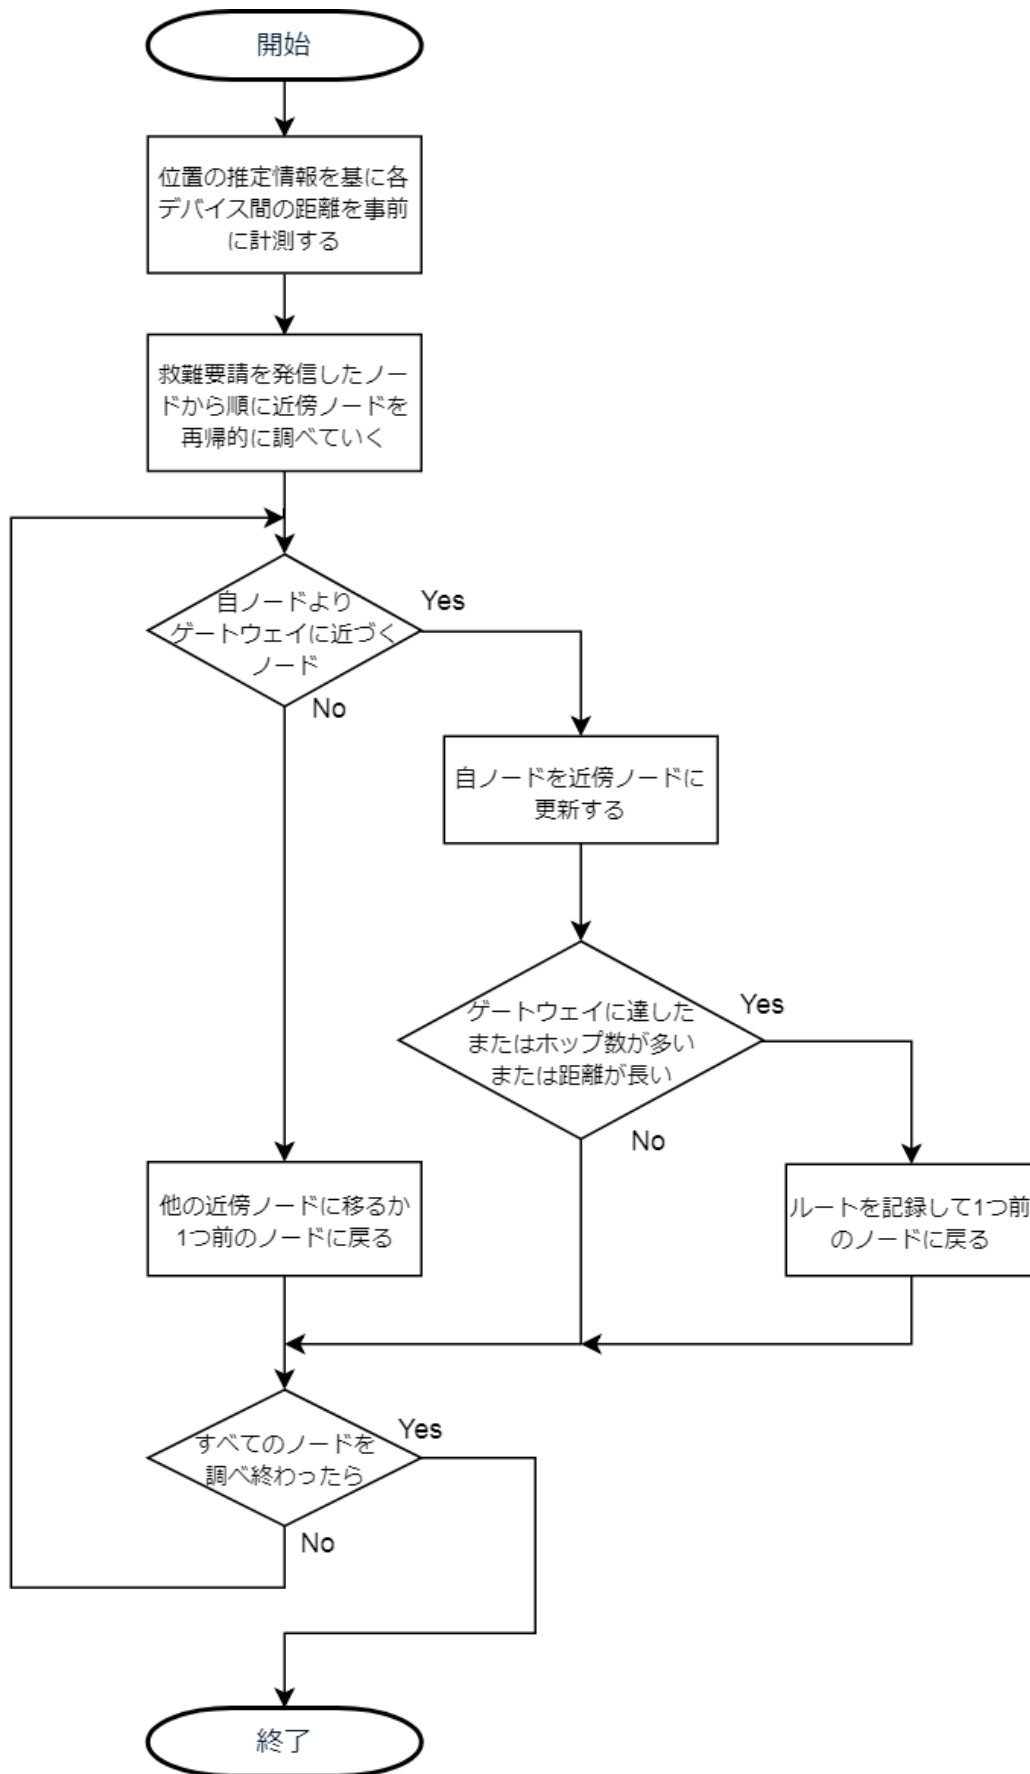 開始
位置の推定情報を基に各
デバイス間の距離を事前
に計測する
救難要請を発信したノー
ドから順に近傍ノードを
再帰的に調べていく
自ノードより
ゲートウェイに近づく
ノード
Yes
No
自ノードを近傍ノードに
更新する
ゲートウェイに達した
またはホップ数が多い
または距離が長い
Yes
No
他の近傍ノードに移るか
1つ前のノードに戻る
ルートを記録して1つ前
のノードに戻る
すべてのノードを
調べ終わったら
Yes
No
終了